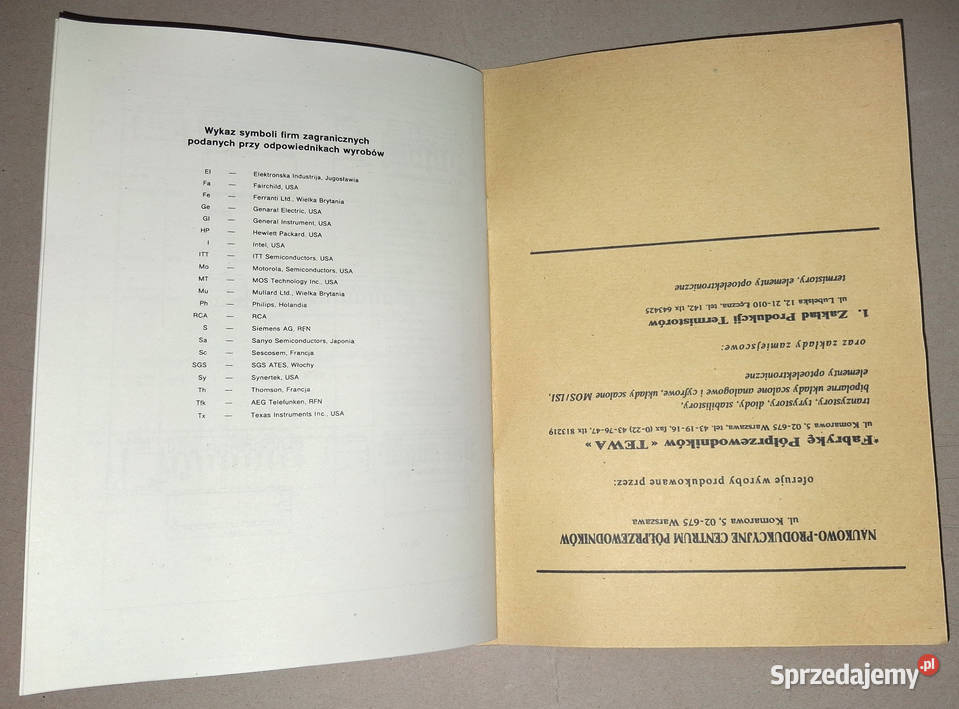 Wykaz symboli firm zagranicznych
podanych przy odpowiednikach wyrobów
EI — Elektronska Industrija, Jugosławia
Fa — Fairchild, USA
Fe — Ferranti Ltd., Wielka Brytania
Ge — Genaral Electric, USA
GI — General Instrument, USA
HP — Hewlett Packard, USA
I — Intel, USA
ITT — ITT Semiconductors, USA
Mo — Motorola, Semiconductors, USA
MT — MOS Technology Inc., USA
Mu — Mullard Ltd., Wielka Brytania
Ph — Philips, Holandia
RCA — RCA
S — Siemens AG, RFN
Sa — Sanyo Semiconductors, Japonia
Sc — Sescosem, Francja
SGS — SGS ATES, Włochy
Sy — Synertek, USA
Th — Thomson, Francja
Tfk — AEG Telefunken, RFN
Tx — Texas Instruments Inc., USA
NAUKOWO-PRODUKCYJNE CENTRUM PÓŁPRZEWODNIKÓW
ul. Komarowa 5, 02-675 Warszawa
oferuje wyroby produkowane przez:
*Fabrykę Półprzewodników « TEWA »
ul. Komarowa 5, 02-675 Warszawa, tel. 43-19-16, fax (0-22) 43-76-47, tlx 813219
tranzystory, tyrystory, diody, stabilistory,
bipolarne układy scalone analogowe i cyfrowe, układy scalone MOS/LSI,
elementy optoelektroniczne
oraz zakłady zamiejscowe:
1. Zakład Produkcji Termistorów
ul. Lubelska 12, 21-010 Łęczna, tel. 142, tlx 643425
termistory, elementy optoelektroniczne
Sprzedajemy.pl